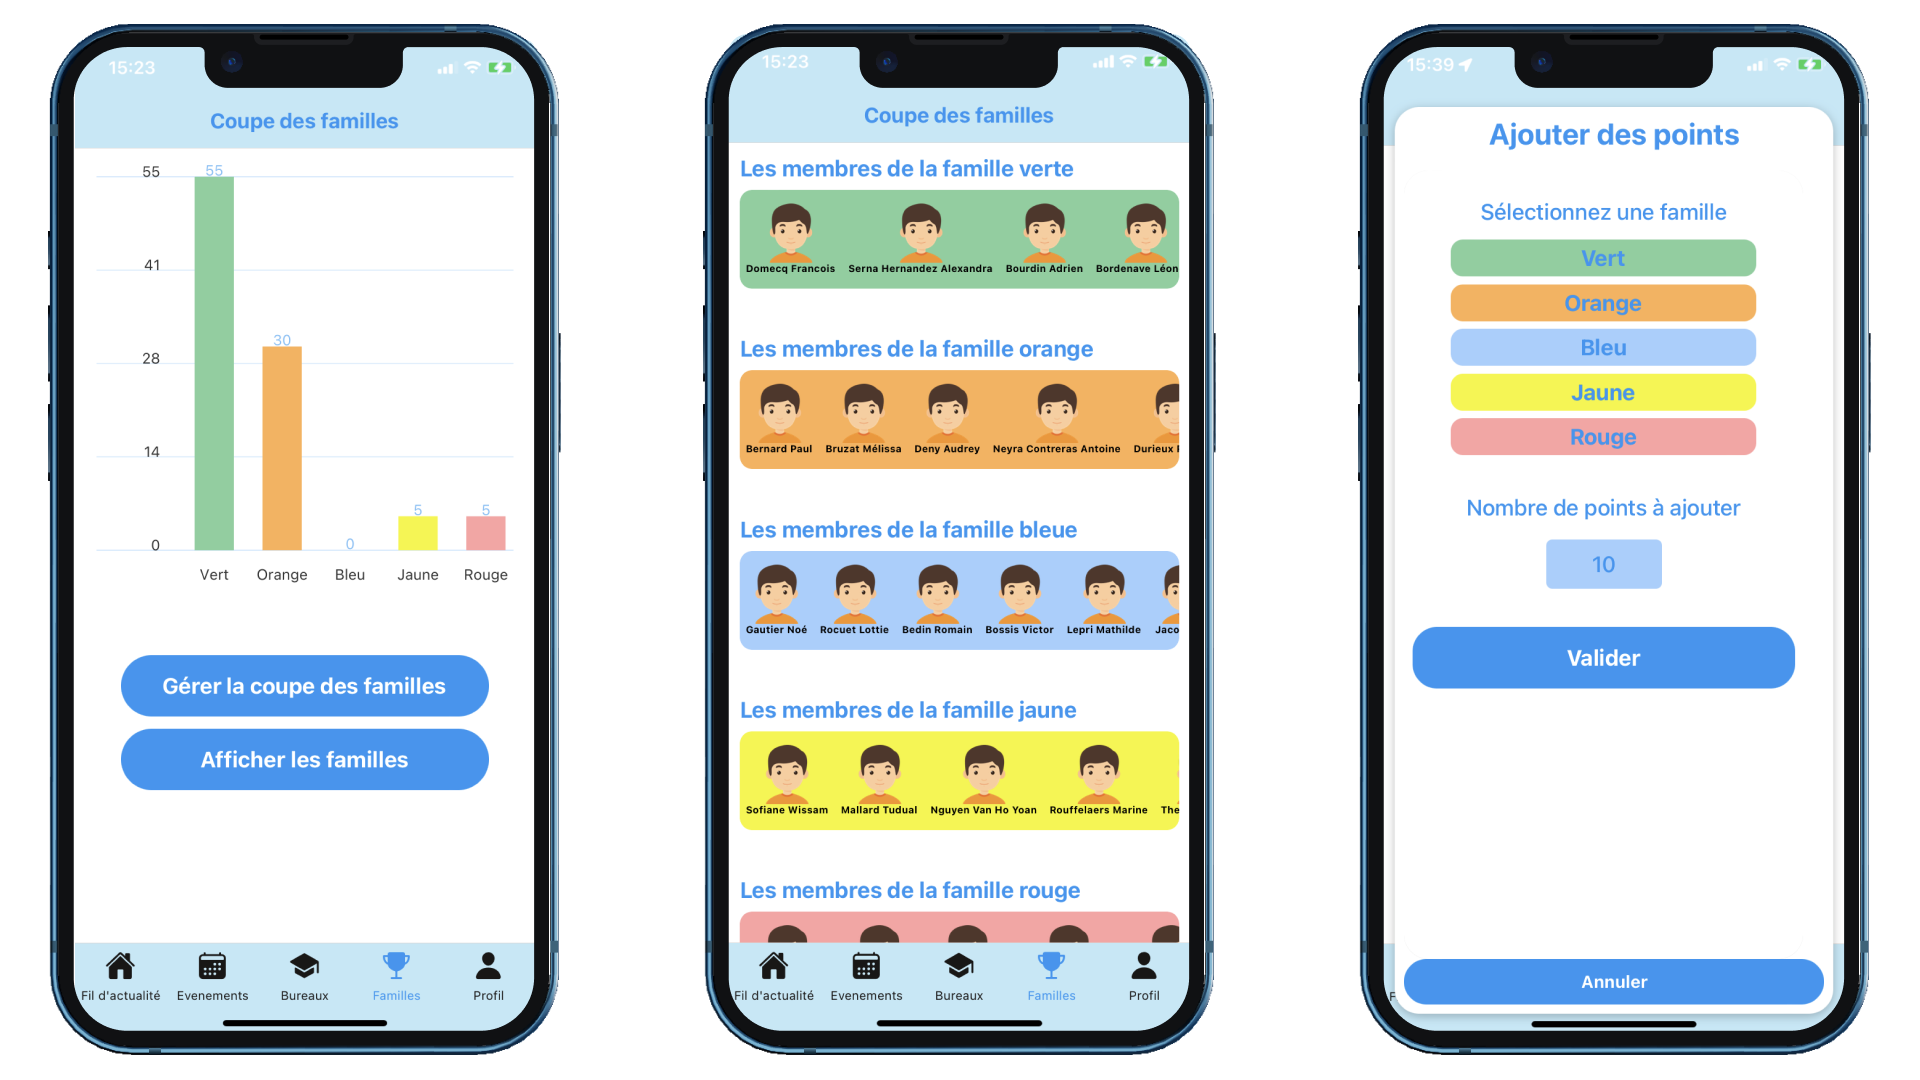 15:23
Coupe des familles
55
55
41
30
28
14
5
5
0
0
Vert
Orange
Bleu
Jaune
Rouge
Gérer la coupe des familles
Afficher les familles
Fil d'actualité
Evenements
Bureaux
Familles
Profil
15:23
Coupe des familles
Les membres de la famille verte
Domecq Francois
Serna Hernandez Alexandra
Bourdin Adrien
Bordenave Léon
Les membres de la famille orange
Bernard Paul
Bruzat Mélissa
Deny Audrey
Neyra Contreras Antoine
Durieux
Les membres de la famille bleue
Gautier Noé
Rocuet Lottie
Bedin Romain
Bossis Victor
Lepri Mathilde
Jaco
Les membres de la famille jaune
Sofiane Wissam
Mallard Tudual
Nguyen Van Ho Yoan
Rouffelaers Marine
The
Les membres de la famille rouge
Fil d'actualité
Evenements
Bureaux
Familles
Profil
15:39
Ajouter des points
Sélectionnez une famille
Vert
Orange
Bleu
Jaune
Rouge
Nombre de points à ajouter
10
Valider
Annuler